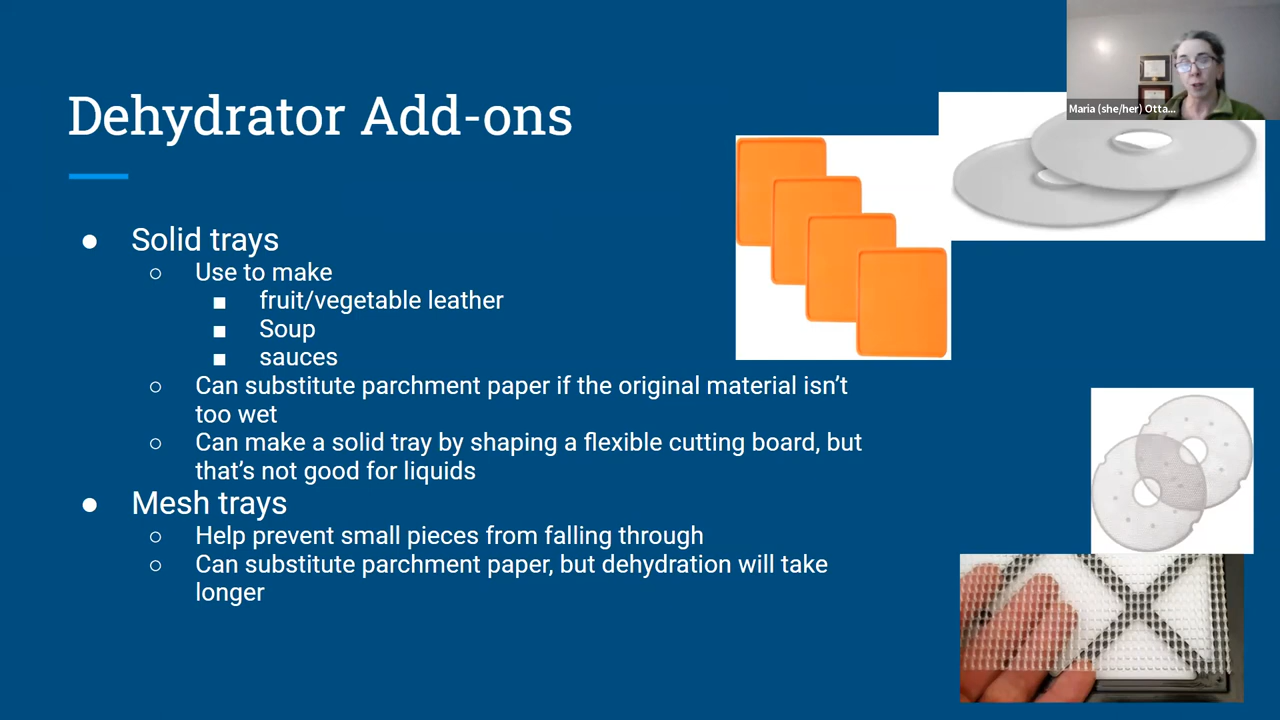 Dehydrator Add-ons
Maria (she/her) Otta...
● Solid trays
○ Use to make
■ fruit/vegetable leather
■ Soup
■ sauces
○ Can substitute parchment paper if the original material isn’t
too wet
○ Can make a solid tray by shaping a flexible cutting board, but
that’s not good for liquids
● Mesh trays
○ Help prevent small pieces from falling through
○ Can substitute parchment paper, but dehydration will take
longer